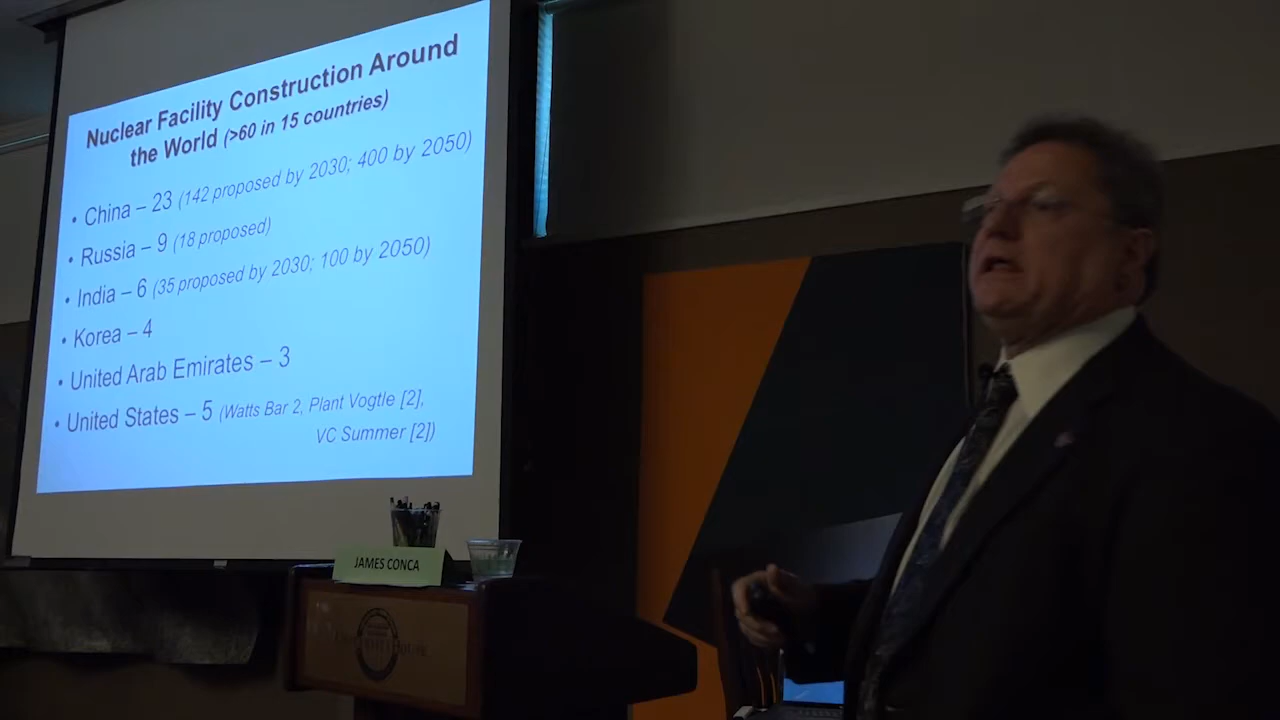 Nuclear Facility Construction Around
the World (>60 in 15 countries)
• China – 23 (142 proposed by 2030; 400 by 2050)
• Russia – 9 (18 proposed)
• India – 6 (35 proposed by 2030; 100 by 2050)
• Korea – 4
• United Arab Emirates – 3
• United States – 5 (Watts Bar 2, Plant Vogtle [2],
VC Summer [2])
JAMES CONCA